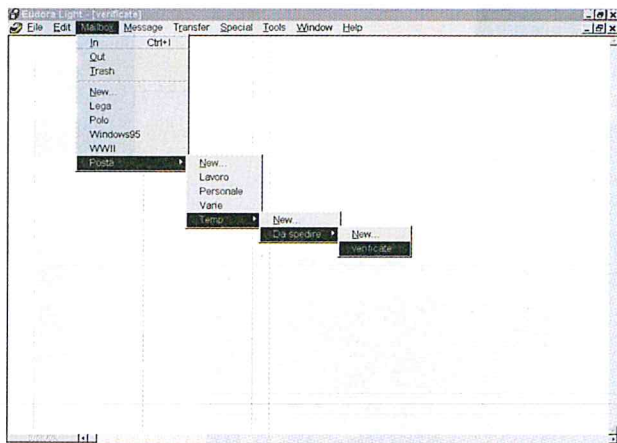 Eudora Light - [verificate]
File Edit Mailbox Message Transfer Special Tools Window Help
In Ctrl+I
Out
Trash
New...
Lega
Polo
Windows95
WWII
Posta
New...
Lavoro
Personale
Varie
Temp
New...
Da spedire
New...
verificate